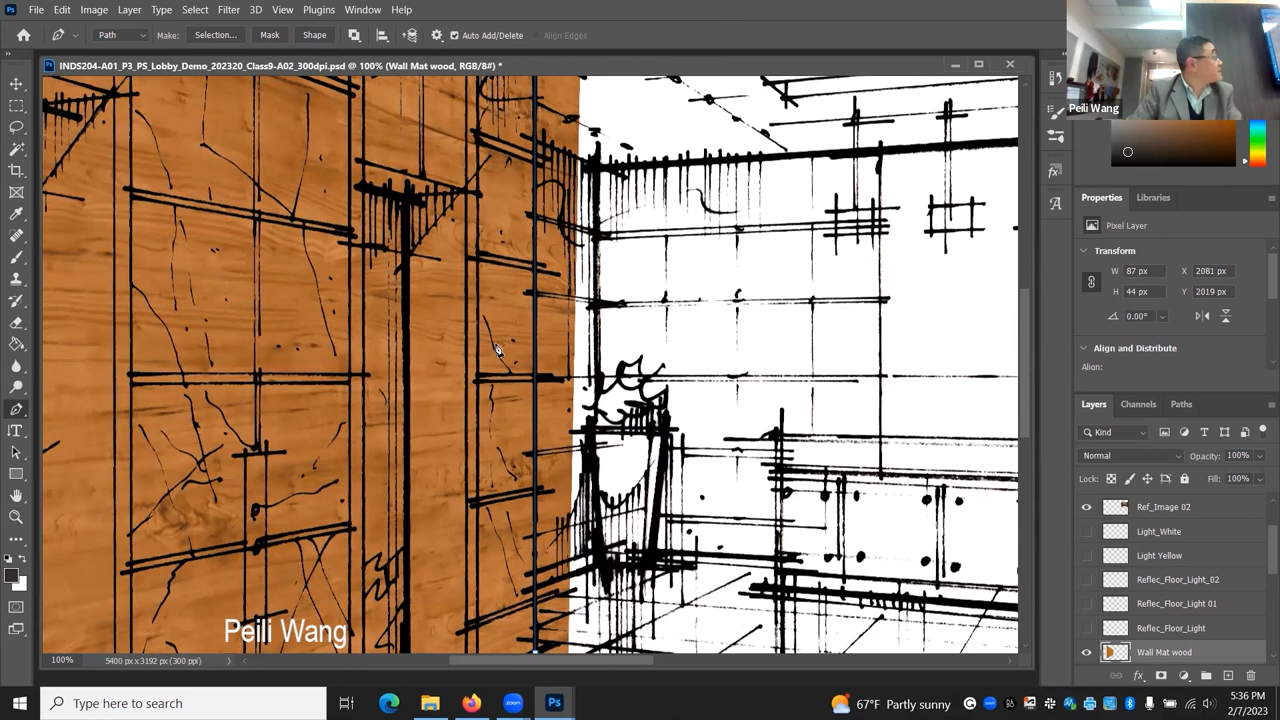 Ps File Edit Image Layer Type Select Filter 3D View Plugins Window Help
Path Make: Selection... Mask Shape Auto Add/Delete Align Edges
INDS204-A01_P3_PS_Lobby_Demo_202320_Class9-A02_300dpi.psd @ 100% (Wall Mat wood, RGB/8#) *
Peili Wang
Properties Libraries
Pixel Layer
Transform
W 87 px X 2081 px
H 44 px Y 2019 px
0.00°
Align and Distribute
Align:
Layers Channels Paths
Kind
Normal Opacity: 100%
Lock: Fill: 100%
Ref_Image 02
Light_White
Light Yellow
Reflec_Floor_Light_02
Reflec_Floor_Light 01
Reflec_Floor_Light
Wall Mat wood
Peili Wang
100% 5400 px x 3192 px (300 ppi)
Type here to search
zoom
Ps
67°F Partly sunny
5:36 PM
2/7/2023